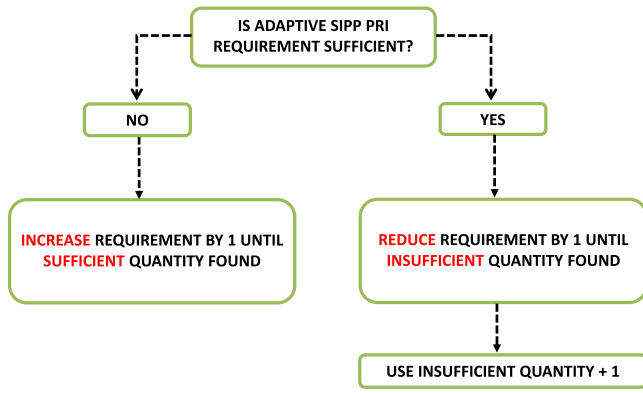 IS ADAPTIVE SIPP PRI
REQUIREMENT SUFFICIENT?
NO
YES
INCREASE REQUIREMENT BY 1 UNTIL
SUFFICIENT QUANTITY FOUND
REDUCE REQUIREMENT BY 1 UNTIL
INSUFFICIENT QUANTITY FOUND
USE INSUFFICIENT QUANTITY + 1